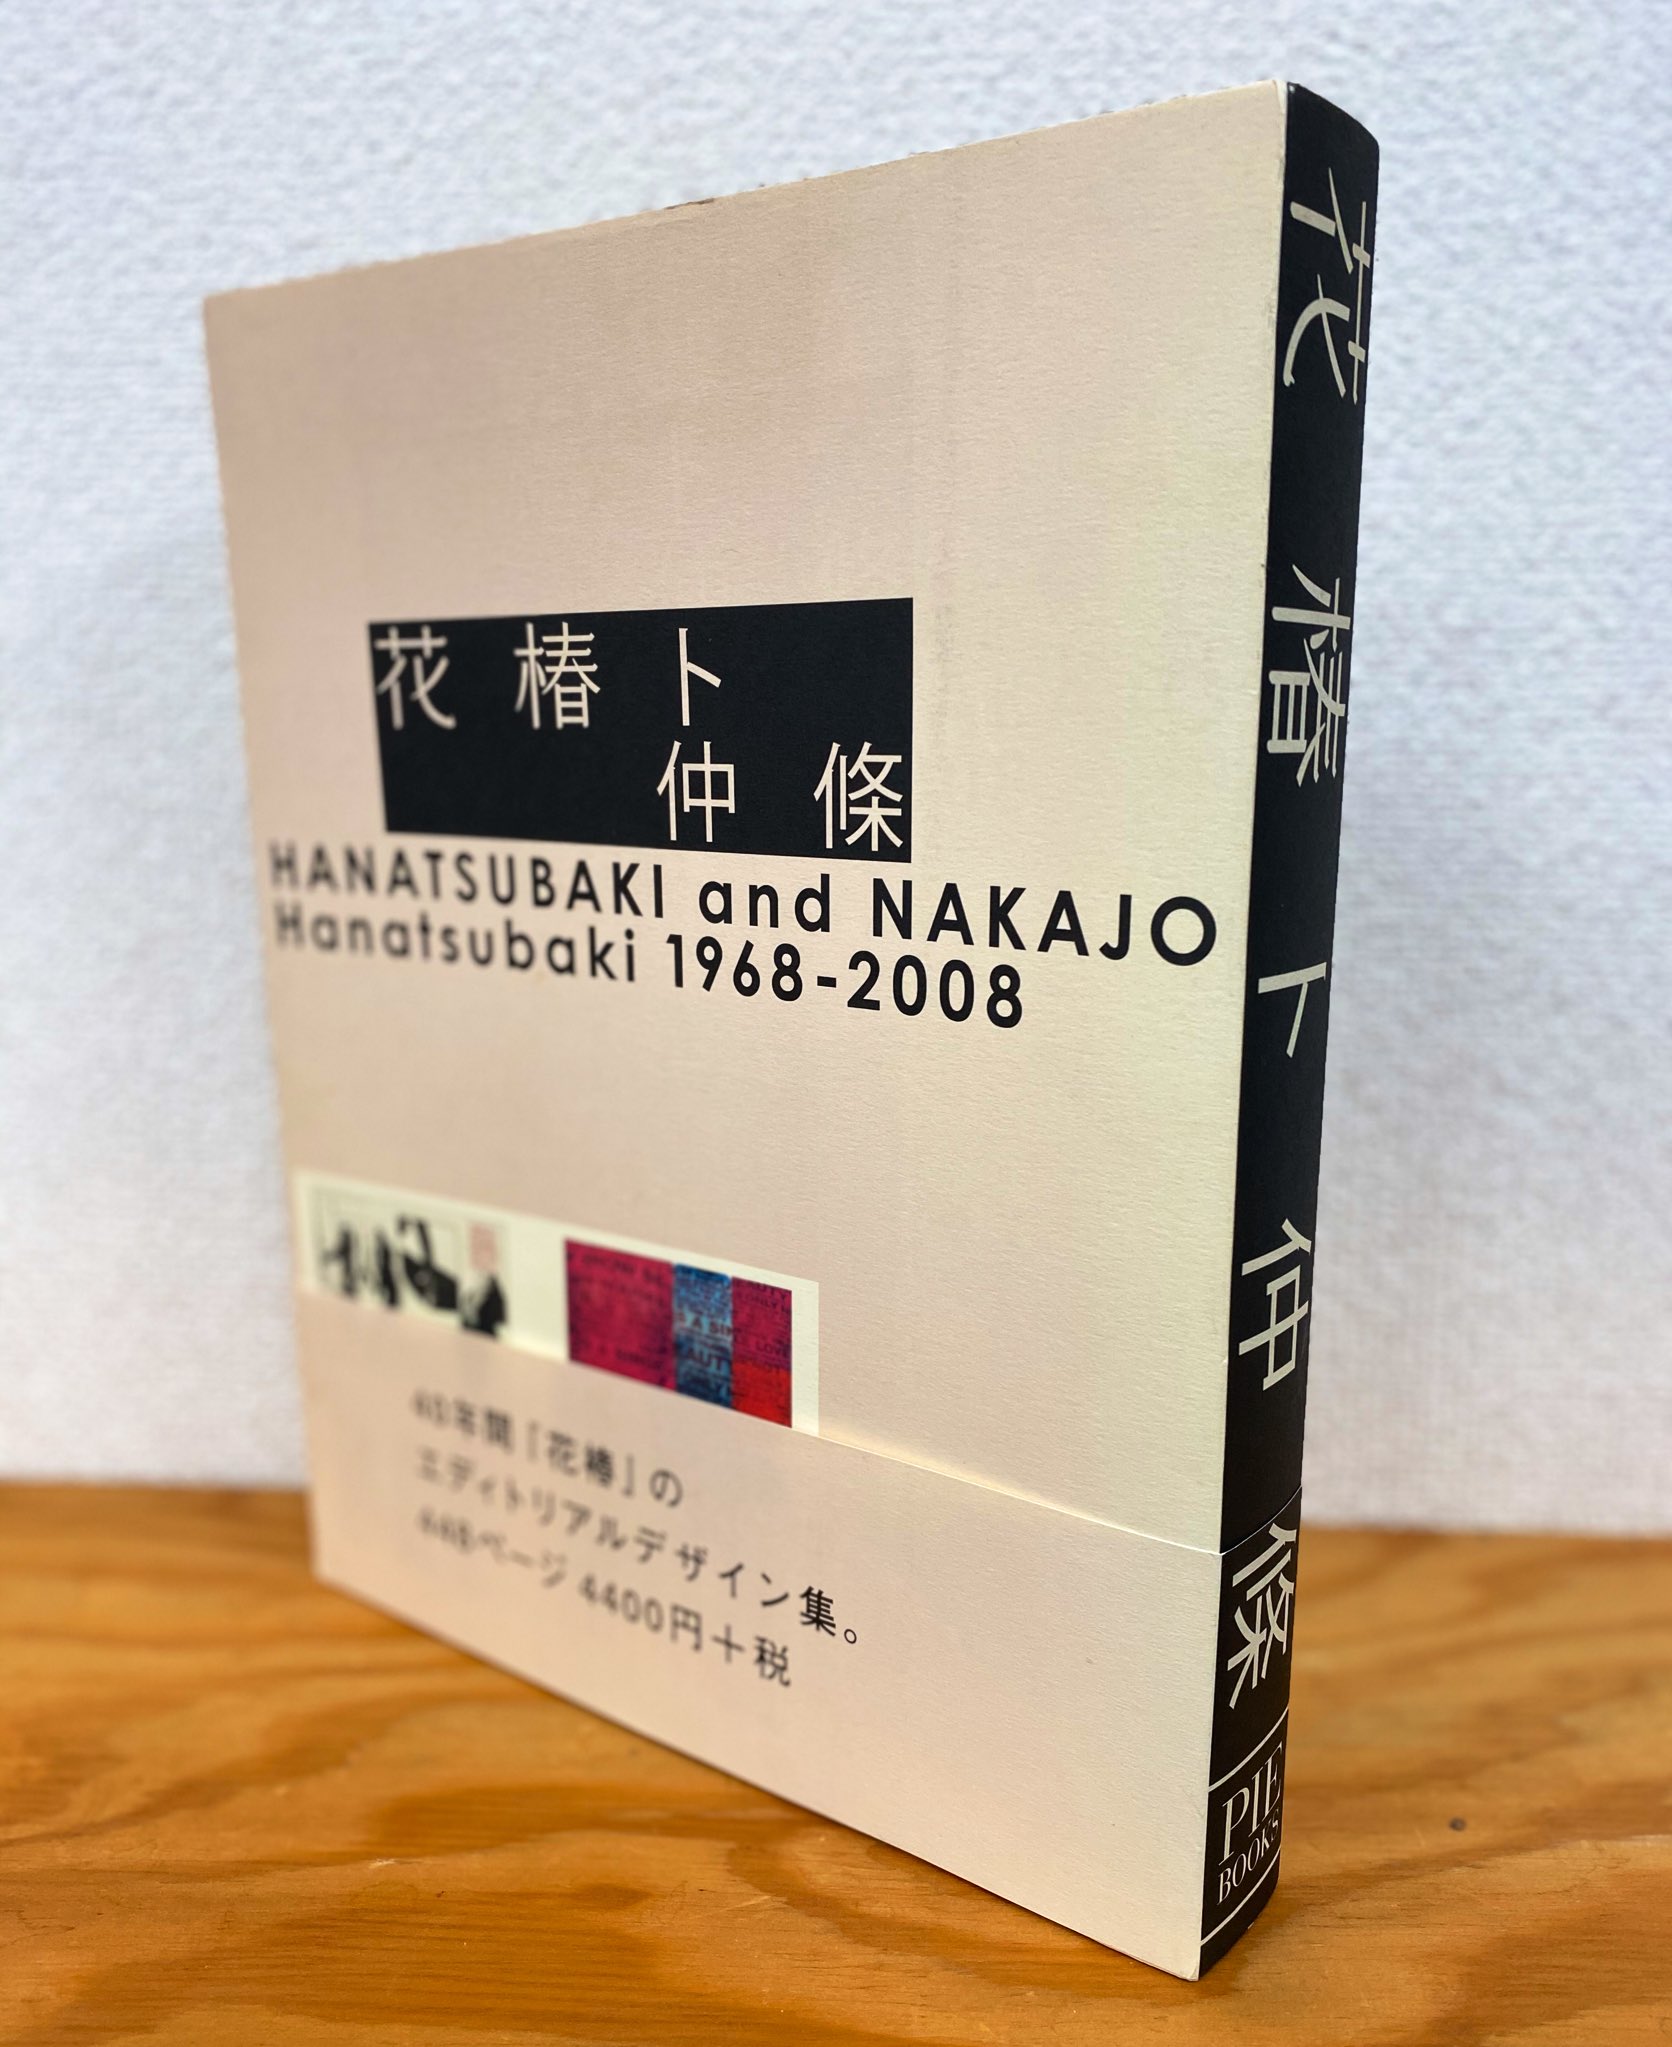 花椿ト
仲條
HANATSUBAKI and NAKAJO
Hanatsubaki 1968-2008
40年間「花椿」の
エディトリアルデザイン集。
448ページ 4400円+税
花椿ト仲條
PIE
BOOKS